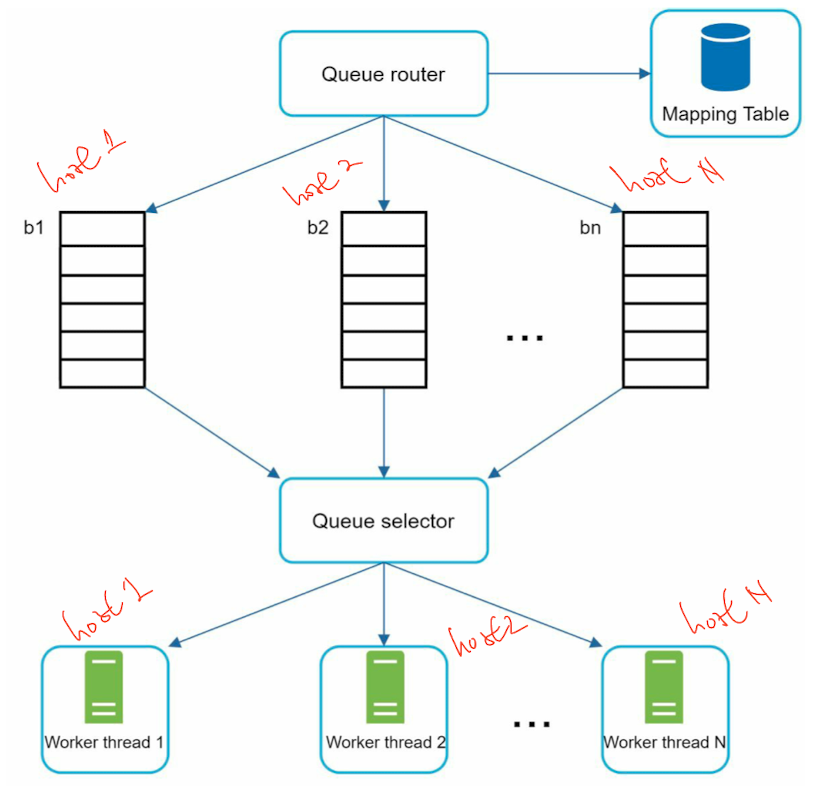 Queue router
Mapping Table
host 1
host 2
host N
b1
b2
bn
...
Queue selector
host 1
host2
host N
Worker thread 1
Worker thread 2
...
Worker thread N